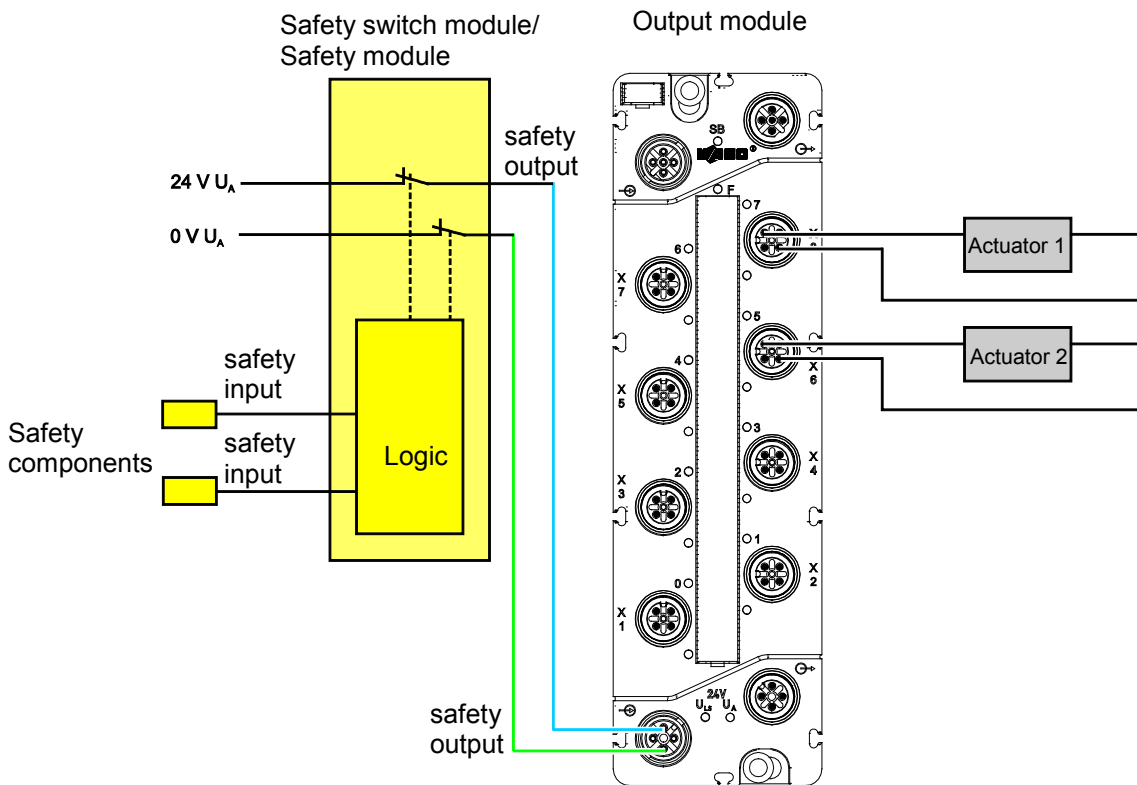 Safety switch module/
Safety module
Output module
safety
output
24 V UA
0 V UA
safety
input
safety
input
Safety
components
Logic
safety
output
SB
WAGO®
F
7
6
X
7
5
4
X
5
X
6
3
2
X
3
X
4
1
0
X
1
X
2
24V
ULS
UA
Actuator 1
Actuator 2